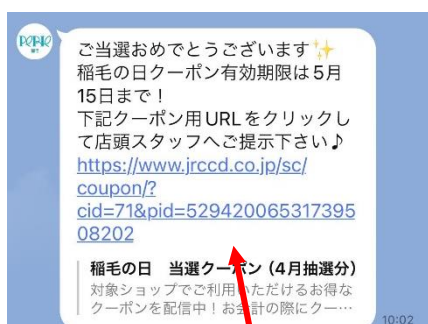 PERIE
ご当選おめでとうございます✨
稲毛の日クーポン有効期限は5月
15日まで！
下記クーポン用URLをクリックし
て店頭スタッフへご提示下さい♪
https://www.jrccd.co.jp/sc/
coupon/?
cid=71&pid=529420065317395
08202
稲毛の日　当選クーポン（4月抽選分）
対象ショップでご利用いただけるお得な
クーポンを配信中！お会計の際にクー…
10:02